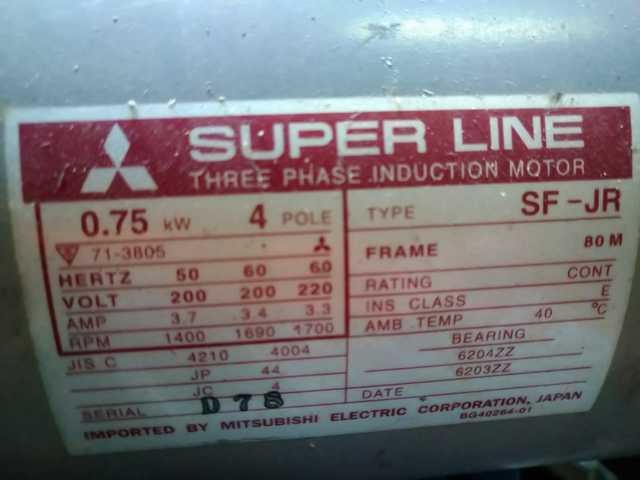 SUPER LINE
THREE PHASE INDUCTION MOTOR
0.75 kW 4 POLE
71-3805
HERTZ 50 60 60
VOLT 200 200 220
AMP 3.7 3.4 3.3
RPM 1400 1690 1700
JIS C 4210 4004
JP 44
JC 4
SERIAL D78
TYPE SF-JR
FRAME 80M
RATING CONT
INS CLASS E
AMB TEMP 40 °C
BEARING
6204ZZ
6203ZZ
DATE
IMPORTED BY MITSUBISHI ELECTRIC CORPORATION, JAPAN
BG40264-01